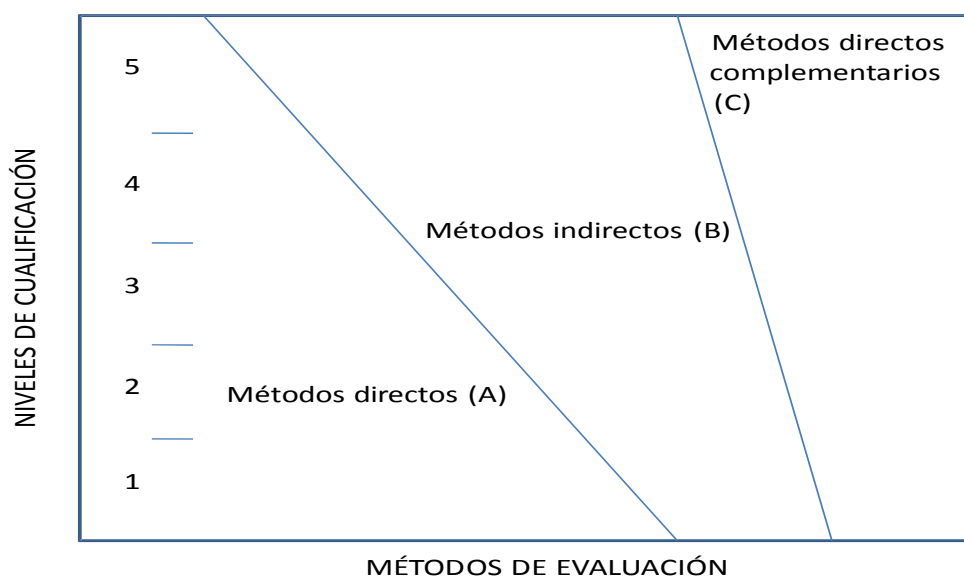 NIVELES DE CUALIFICACIÓN
5
4
3
2
1
Métodos directos
complementarios
(C)
Métodos indirectos (B)
Métodos directos (A)
MÉTODOS DE EVALUACIÓN